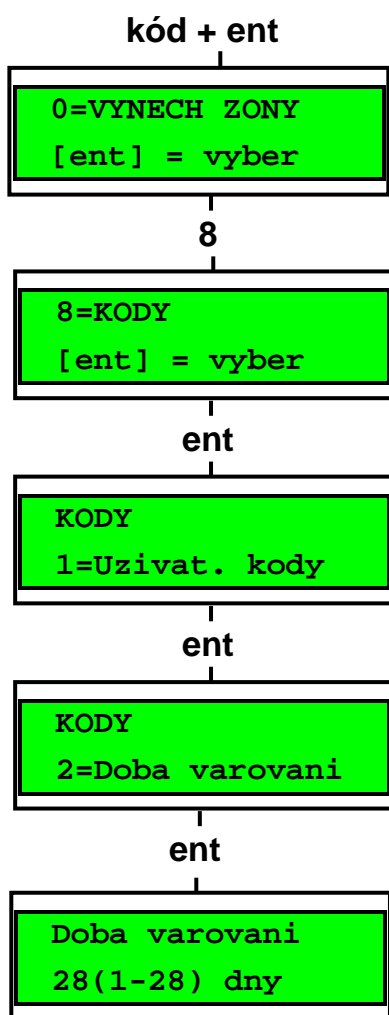 kód + ent
0=VYNECH ZONY
[ent] = vyber
8
8=KODY
[ent] = vyber
ent
KODY
1=Uzivat. kody
ent
KODY
2=Doba varovani
ent
Doba varovani
28(1-28) dny